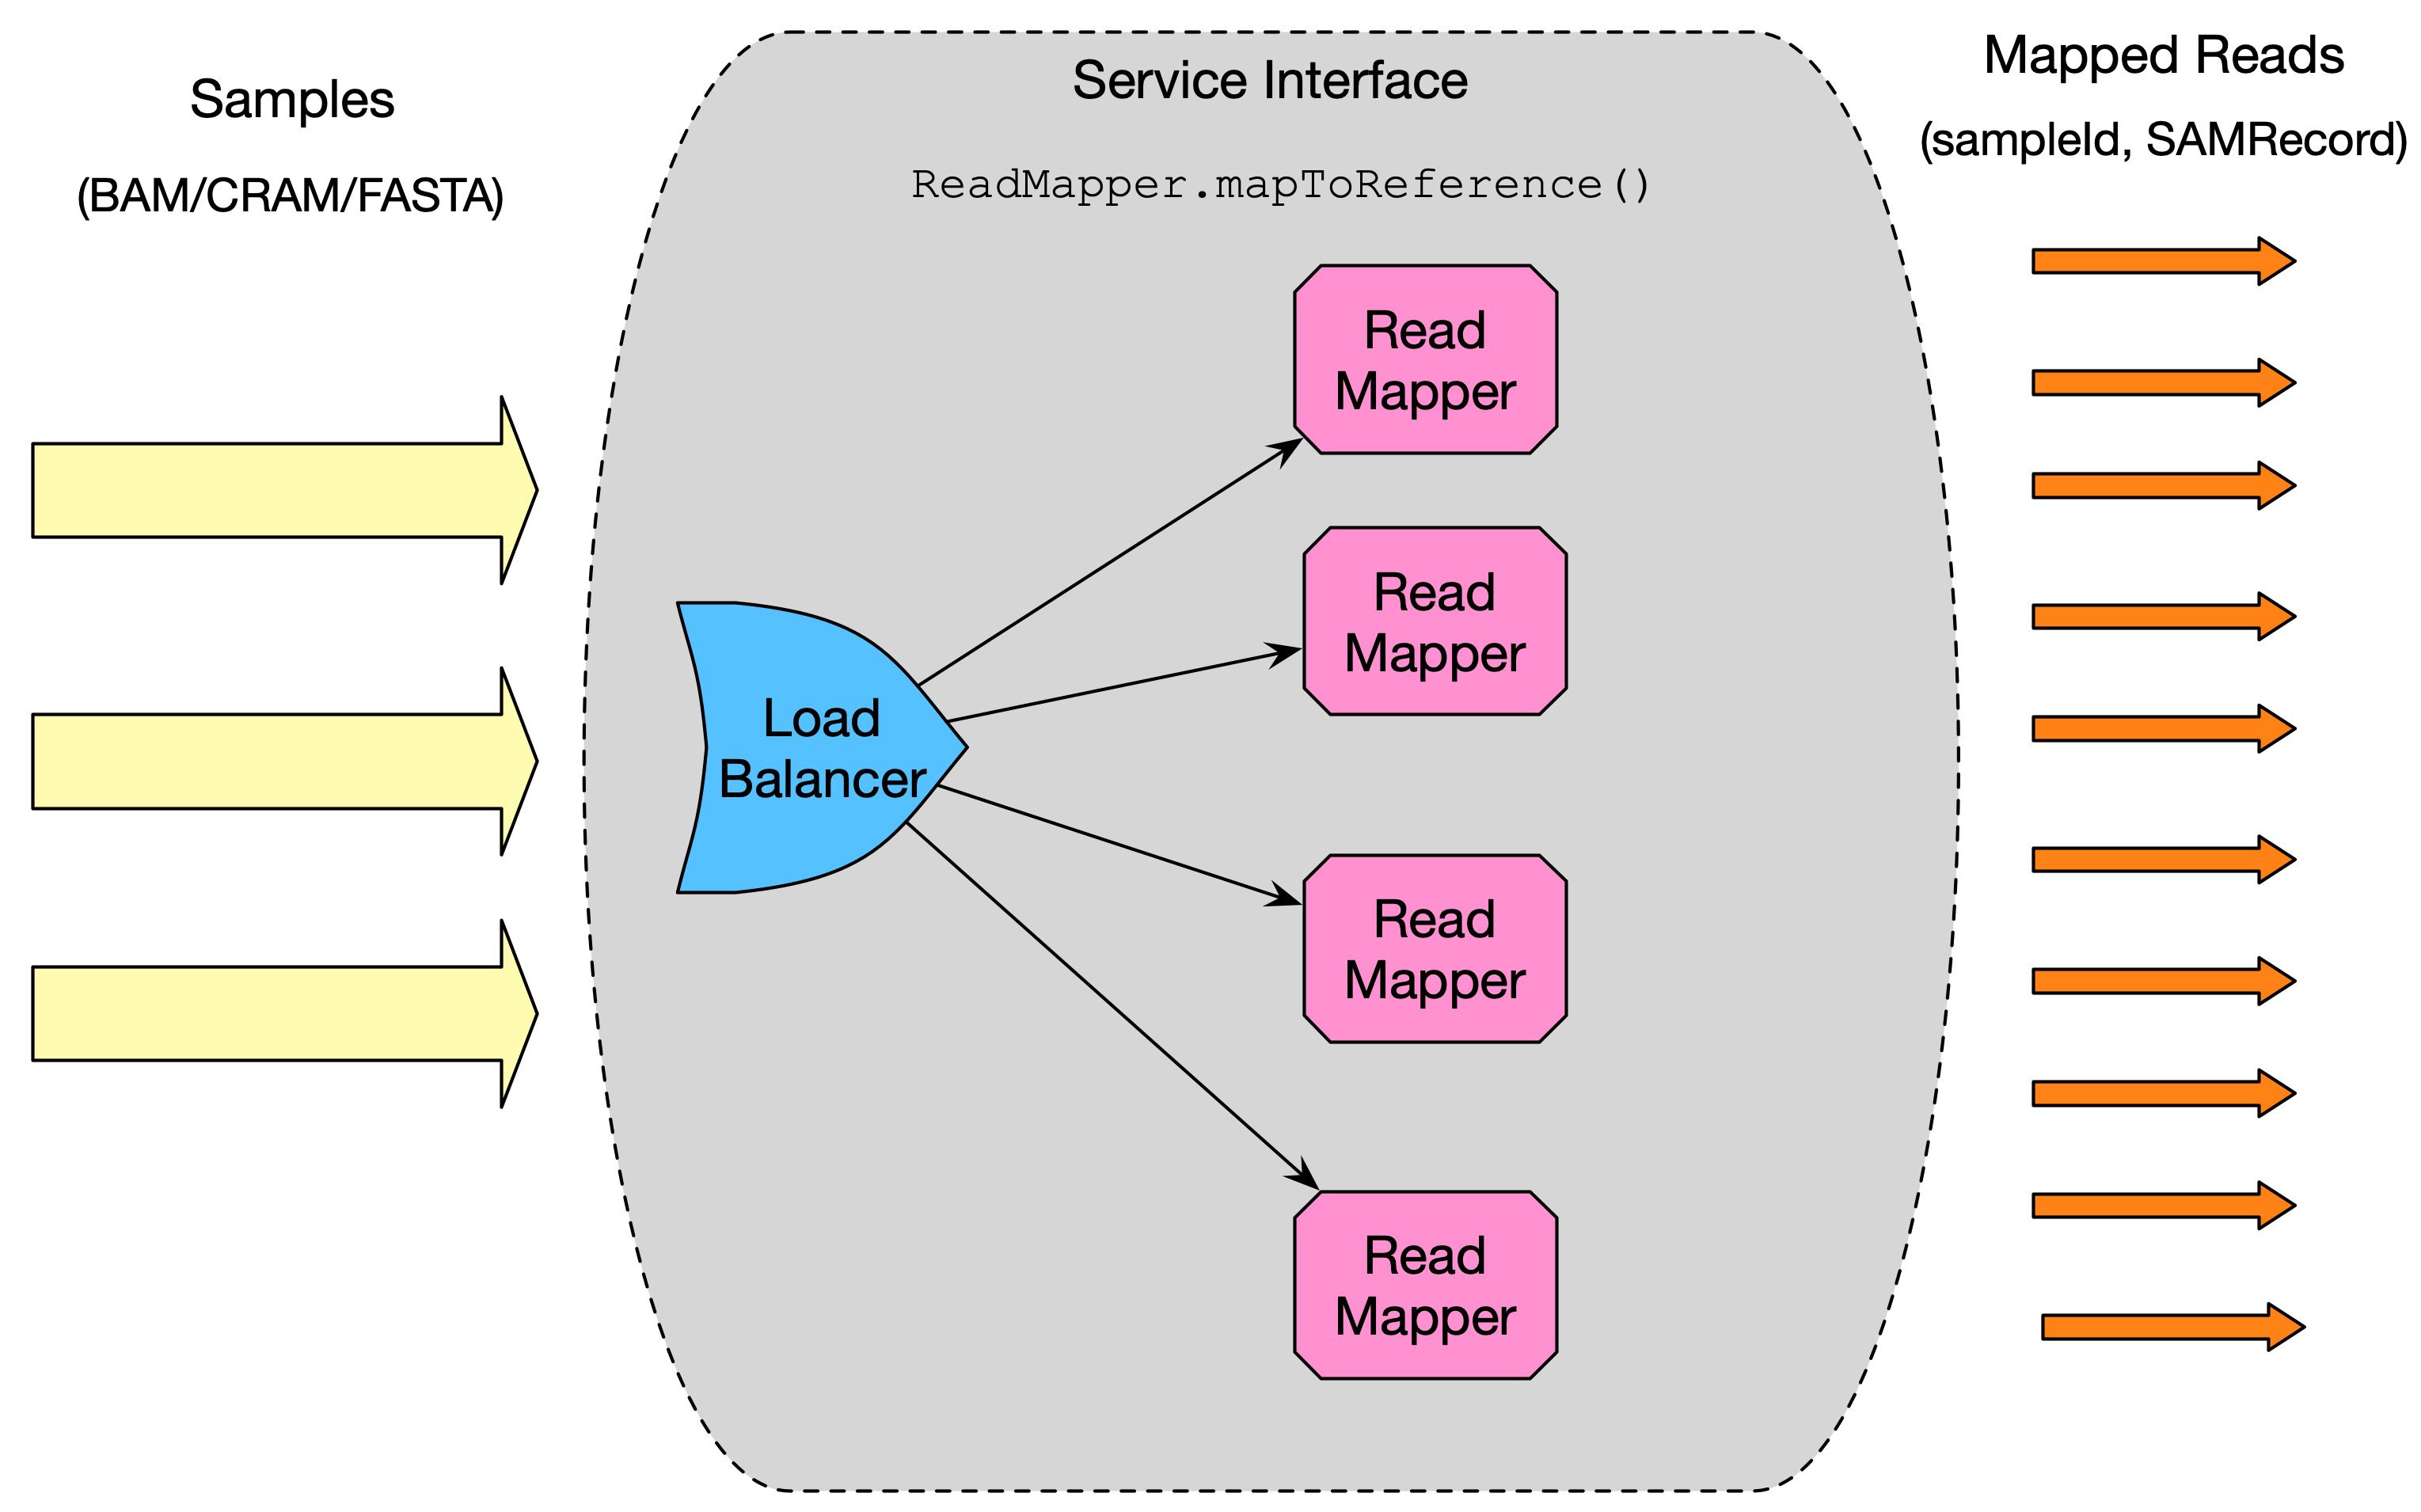 Samples
(BAM/CRAM/FASTA)
Service Interface
ReadMapper.mapToReference()
Load
Balancer
Read
Mapper
Read
Mapper
Read
Mapper
Read
Mapper
Mapped Reads
(sampleId, SAMRecord)